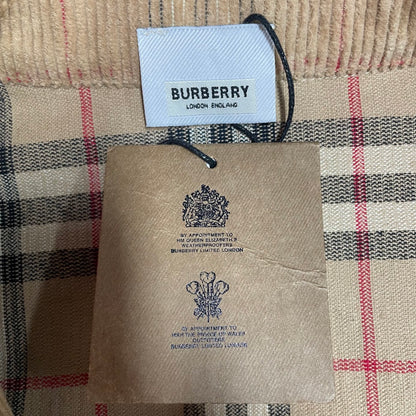 BURBERRY
LONDON ENGLAND
BY APPOINTMENT TO
HM QUEEN ELIZABETH
WEATHERPROOFERS
BURBERRY LIMITED LONDON
BY APPOINTMENT TO
HRH THE PRINCE OF WALES
OUTFITTERS
BURBERRY LIMITED LONDON